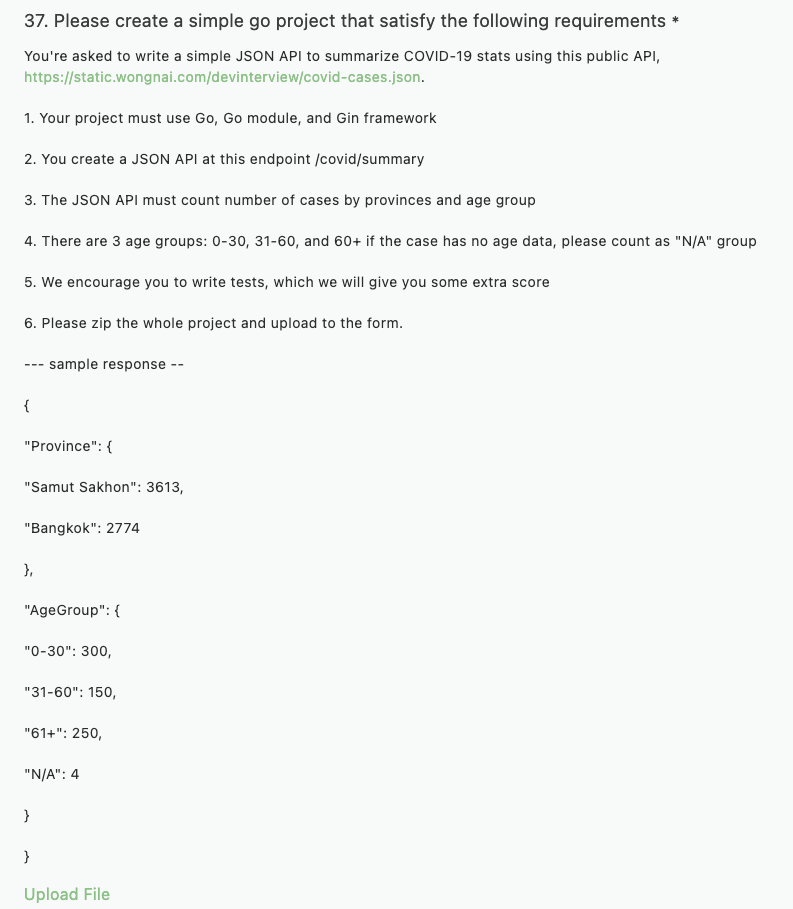 37. Please create a simple go project that satisfy the following requirements *
You're asked to write a simple JSON API to summarize COVID-19 stats using this public API,
https://static.wongnai.com/devinterview/covid-cases.json.
1. Your project must use Go, Go module, and Gin framework
2. You create a JSON API at this endpoint /covid/summary
3. The JSON API must count number of cases by provinces and age group
4. There are 3 age groups: 0-30, 31-60, and 60+ if the case has no age data, please count as "N/A" group
5. We encourage you to write tests, which we will give you some extra score
6. Please zip the whole project and upload to the form.
--- sample response --
{
"Province": {
"Samut Sakhon": 3613,
"Bangkok": 2774
},
"AgeGroup": {
"0-30": 300,
"31-60": 150,
"61+": 250,
"N/A": 4
}
}
Upload File